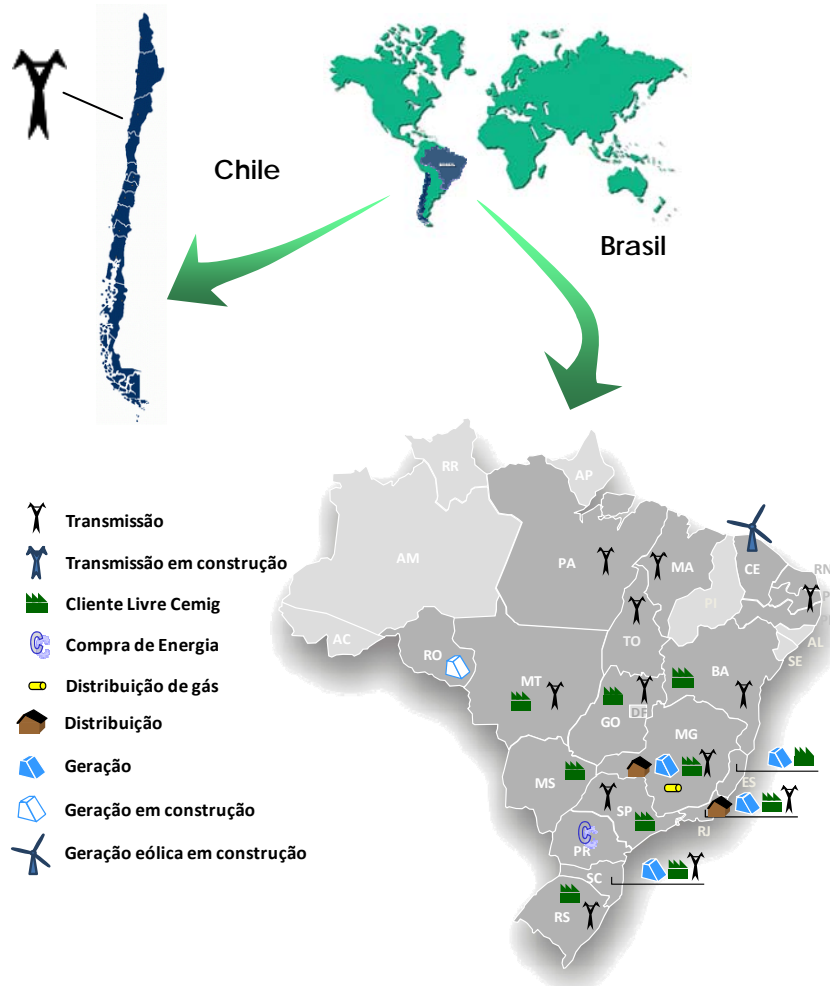 Chile
BRASIL
Brasil
Transmissão
Transmissão em construção
Cliente Livre Cemig
Compra de Energia
Distribuição de gás
Distribuição
Geração
Geração em construção
Geração eólica em construção
RR
AP
AM
PA
MA
CE
RN
PI
AC
RO
TO
AL
SE
MT
BA
GO
DF
MG
MS
ES
SP
RJ
PR
SC
RS